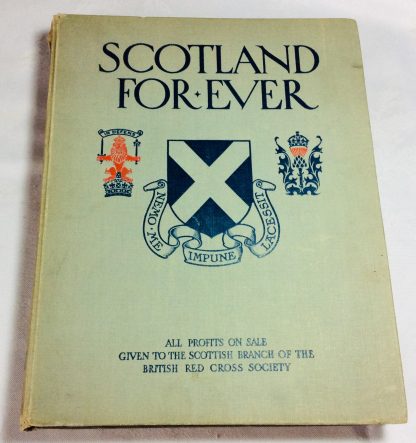 SCOTLAND
FOR·EVER
IN DEFENS
NEMO·ME
IMPUNE
LACESSIT
ALL PROFITS ON SALE
GIVEN TO THE SCOTTISH BRANCH OF THE
BRITISH RED CROSS SOCIETY